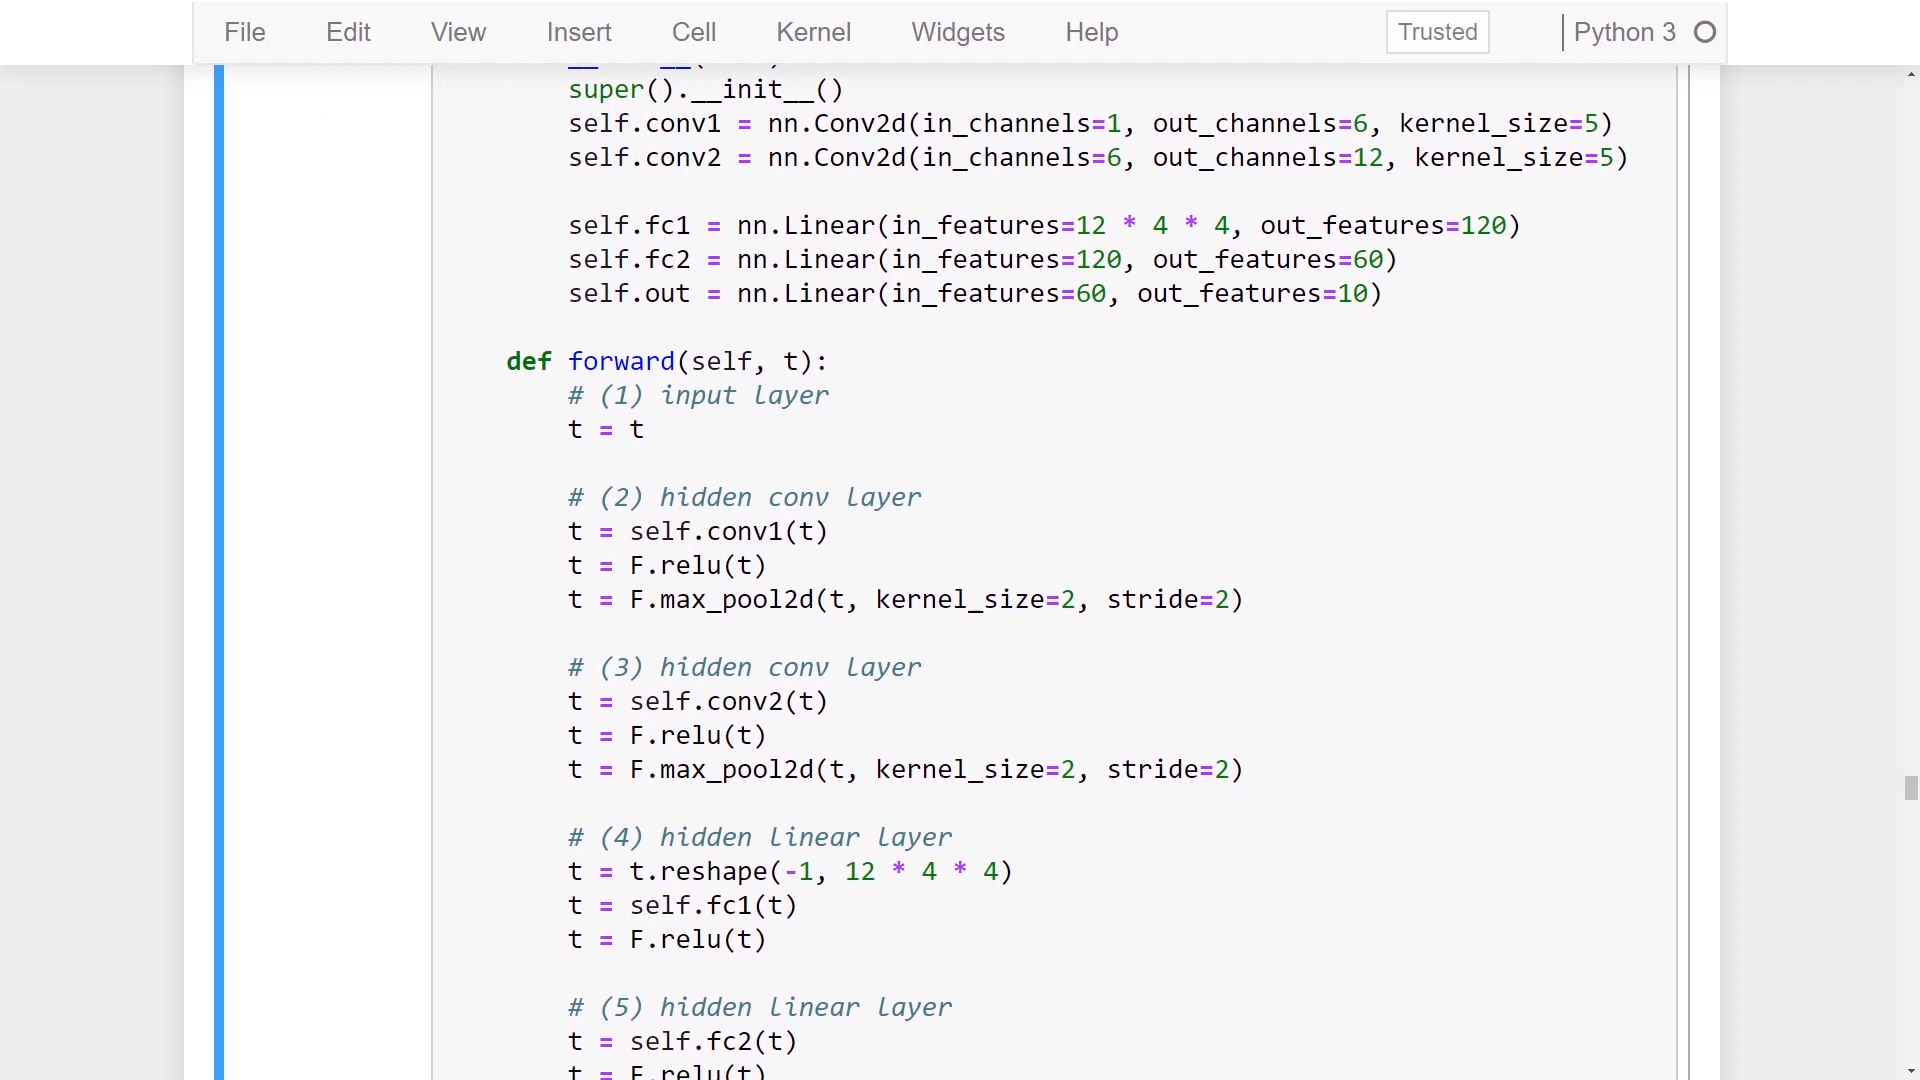 File Edit View Insert Cell Kernel Widgets Help Trusted Python 3
super().__init__()
self.conv1 = nn.Conv2d(in_channels=1, out_channels=6, kernel_size=5)
self.conv2 = nn.Conv2d(in_channels=6, out_channels=12, kernel_size=5)
self.fc1 = nn.Linear(in_features=12 * 4 * 4, out_features=120)
self.fc2 = nn.Linear(in_features=120, out_features=60)
self.out = nn.Linear(in_features=60, out_features=10)
def forward(self, t):
# (1) input layer
t = t
# (2) hidden conv layer
t = self.conv1(t)
t = F.relu(t)
t = F.max_pool2d(t, kernel_size=2, stride=2)
# (3) hidden conv layer
t = self.conv2(t)
t = F.relu(t)
t = F.max_pool2d(t, kernel_size=2, stride=2)
# (4) hidden linear layer
t = t.reshape(-1, 12 * 4 * 4)
t = self.fc1(t)
t = F.relu(t)
# (5) hidden linear layer
t = self.fc2(t)
t = F.relu(t)